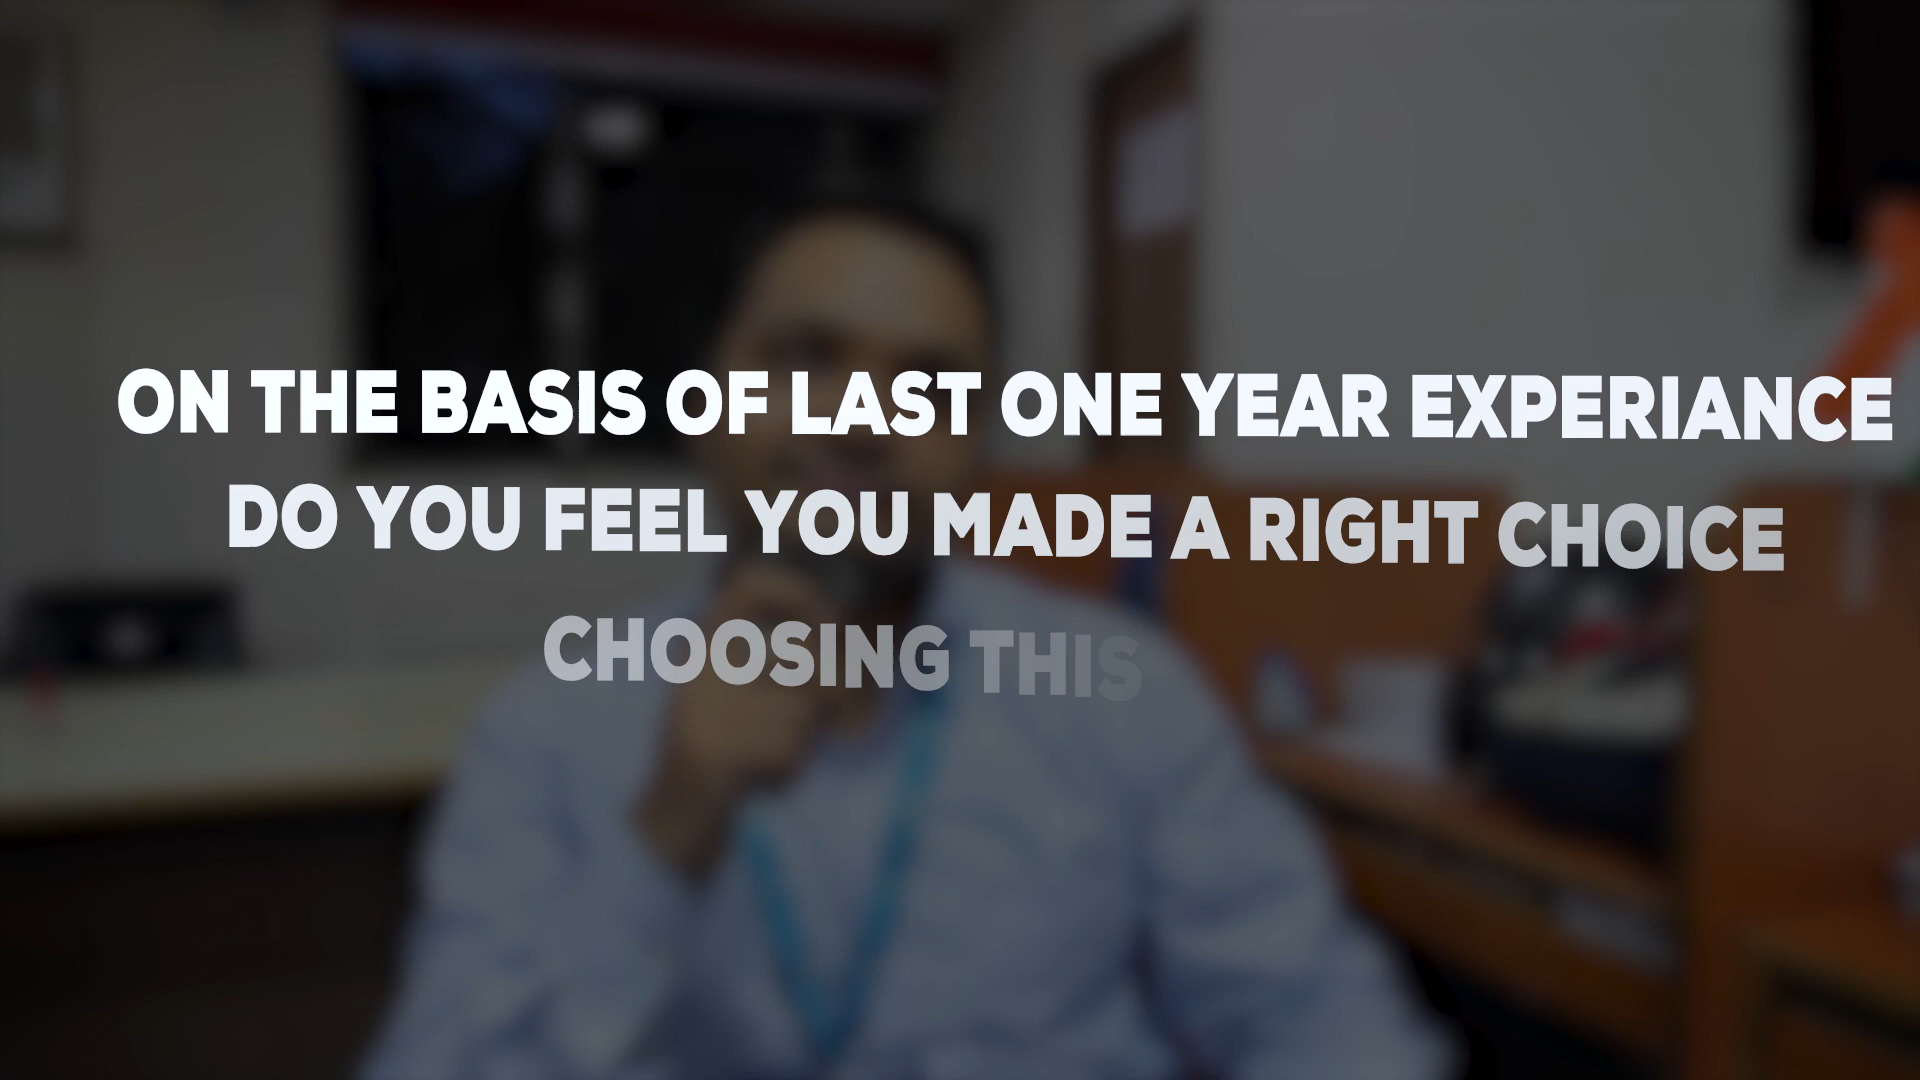 ON THE BASIS OF LAST ONE YEAR EXPERIANCE
DO YOU FEEL YOU MADE A RIGHT CHOICE
CHOOSING THIS